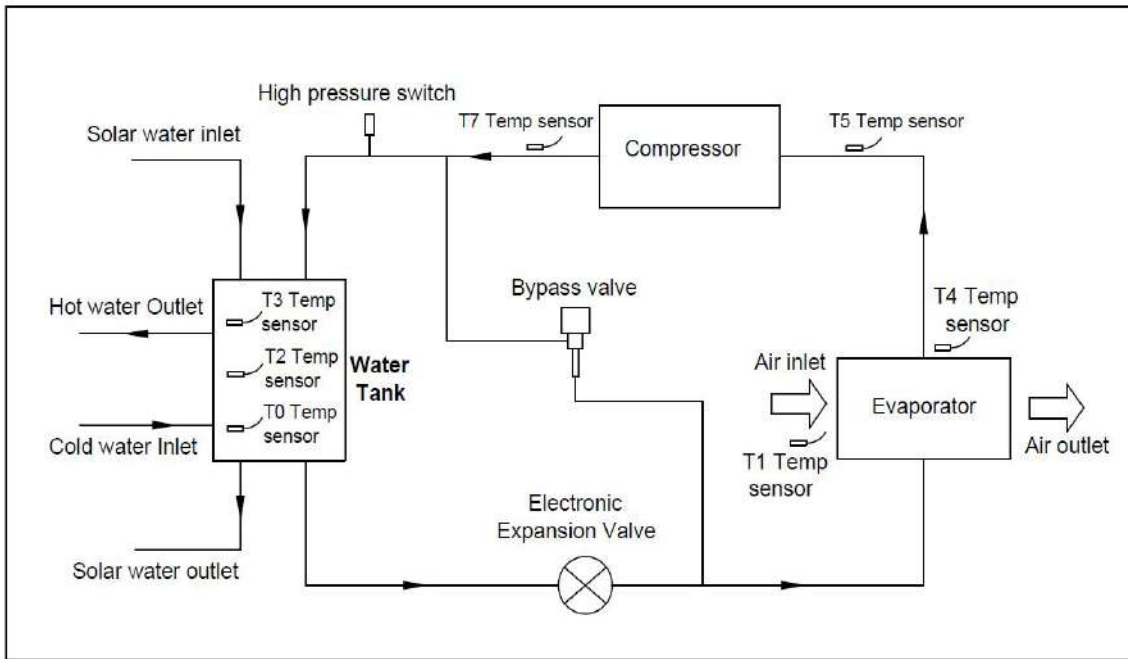 High pressure switch
Solar water inlet
T7 Temp sensor
Compressor
T5 Temp sensor
Hot water Outlet
T3 Temp
sensor
T2 Temp
sensor
T0 Temp
sensor
Water
Tank
Cold water Inlet
Solar water outlet
Bypass valve
T4 Temp
sensor
Air inlet
Evaporator
Air outlet
T1 Temp
sensor
Electronic
Expansion Valve